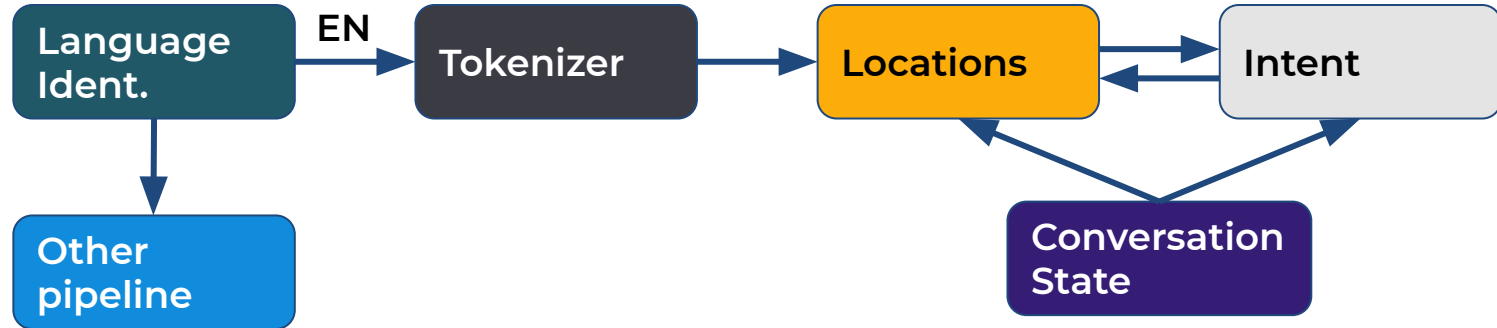 Language
Ident.
EN
Tokenizer
Locations
Intent
Other
pipeline
Conversation
State